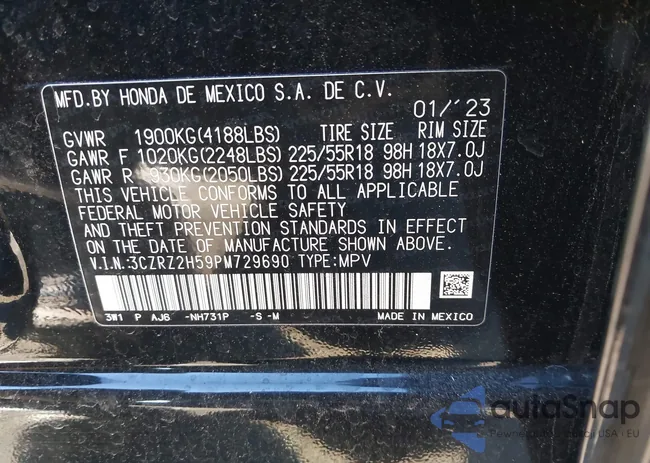 MFD.BY HONDA DE MEXICO S.A. DE C.V.
01/'23
GVWR 1900KG(4188LBS) TIRE SIZE RIM SIZE
GAWR F 1020KG(2248LBS) 225/55R18 98H 18X7.0J
GAWR R 930KG(2050LBS) 225/55R18 98H 18X7.0J
THIS VEHICLE CONFORMS TO ALL APPLICABLE
FEDERAL MOTOR VEHICLE SAFETY
AND THEFT PREVENTION STANDARDS IN EFFECT
ON THE DATE OF MANUFACTURE SHOWN ABOVE.
V.I.N.:3CZRZ2H59PM729690 TYPE:MPV
3W1 P AJ6 -NH731P -S -M MADE IN MEXICO
autoSnap
USA i EU